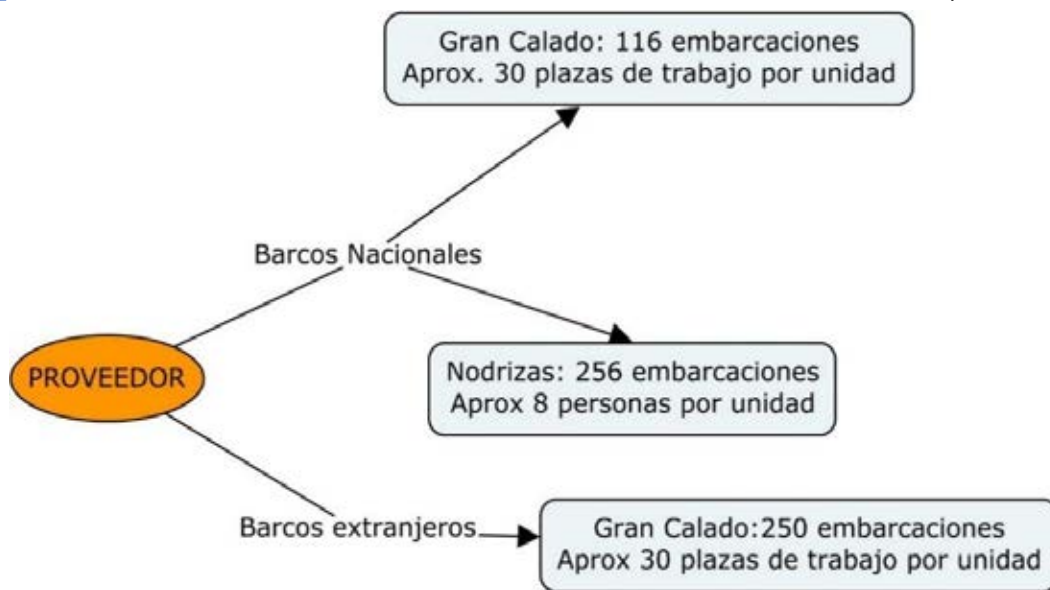 Gran Calado: 116 embarcaciones
Aprox. 30 plazas de trabajo por unidad
Barcos Nacionales
PROVEEDOR
Nodrizas: 256 embarcaciones
Aprox 8 personas por unidad
Barcos extranjeros
Gran Calado:250 embarcaciones
Aprox 30 plazas de trabajo por unidad